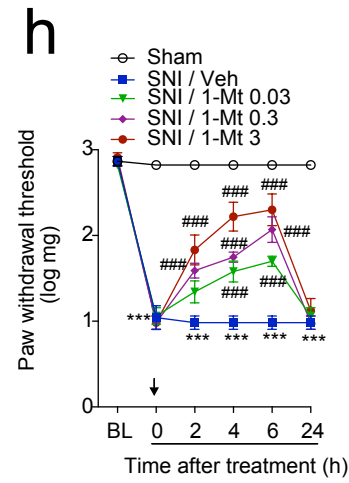 h
Sham
SNI / Veh
SNI / 1-Mt 0.03
SNI / 1-Mt 0.3
SNI / 1-Mt 3
Paw withdrawal threshold
(log mg)
3
2
1
0
###
###
###
###
###
###
###
###
***
***
***
***
***
BL 0 2 4 6 24
Time after treatment (h)